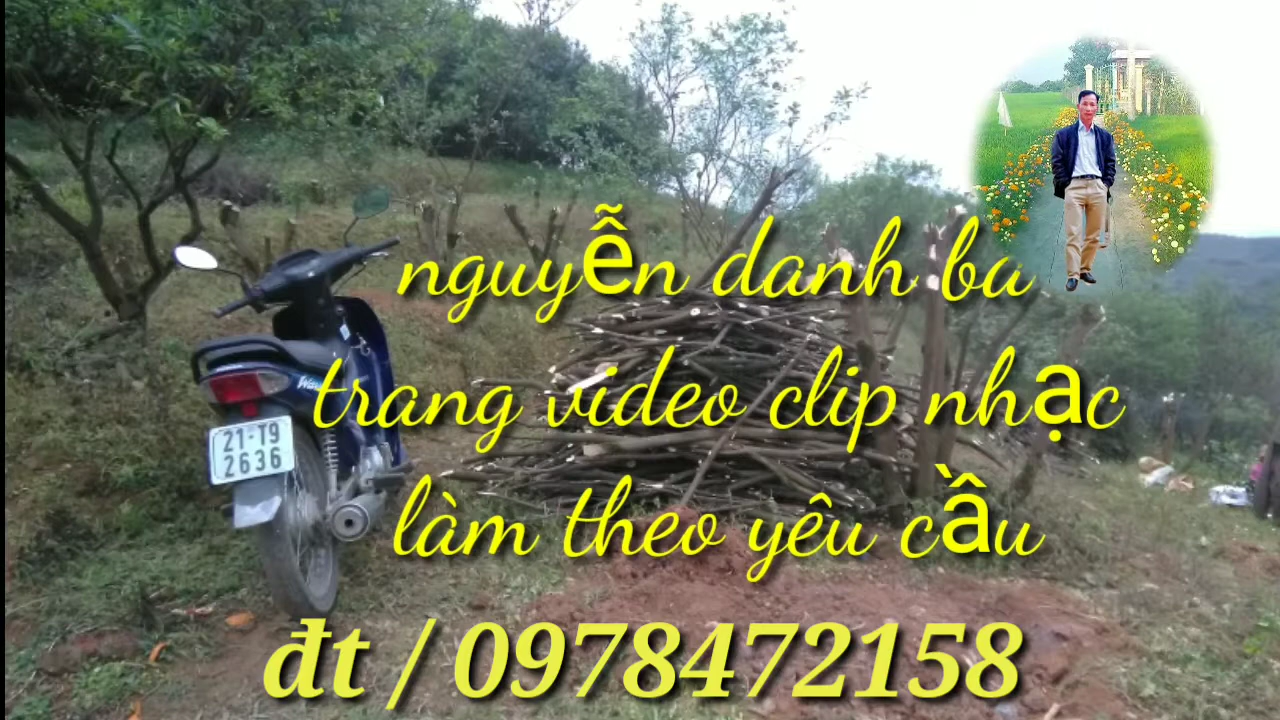 nguyễn danh ba
trang video clip nhạc
làm theo yêu cầu
đt / 0978472158
21-T9
2636